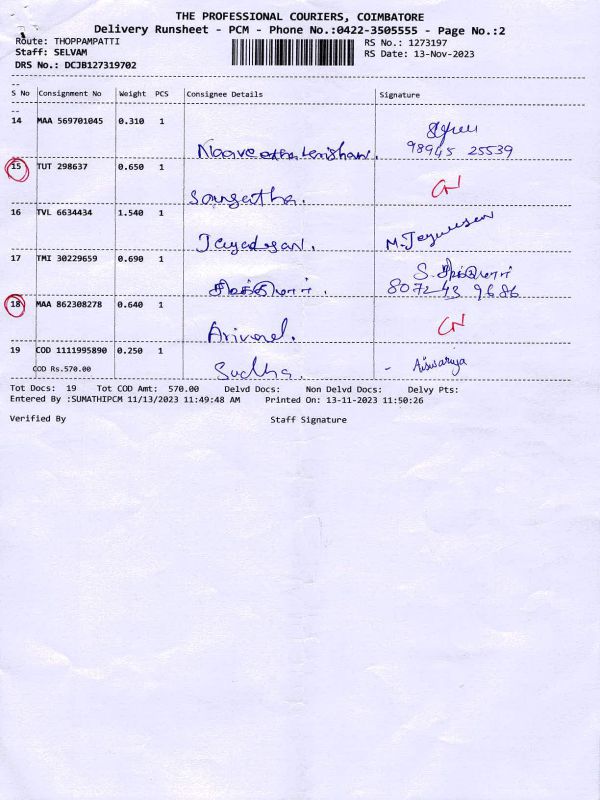 THE PROFESSIONAL COURIERS, COIMBATORE
Delivery Runsheet - PCM - Phone No.:0422-3505555 - Page No.:2
Route: THOPPAMPATTI RS No.: 1273197
Staff: SELVAM RS Date: 13-Nov-2023
DRS No.: DCJB127319702
S No Consignment No Weight PCS Consignee Details Signature
14 MAA 569701045 0.310 1
98945 25539
15 TUT 298637 0.650 1
Sangeetha.
16 TVL 6634434 1.540 1
Jeyadesan. M. Jeyadesan
17 TMI 30229659 0.690 1
8072 43 9686
18 MAA 862308278 0.640 1
Arivand.
19 COD 1111995890 0.250 1
COD Rs.570.00 Sudha. - Aiswariya
Tot Docs: 19 Tot COD Amt: 570.00 Delvd Docs: Non Delvd Docs: Delvy Pts:
Entered By :SUMATHIPCM 11/13/2023 11:49:48 AM Printed On: 13-11-2023 11:50:26
Verified By Staff Signature